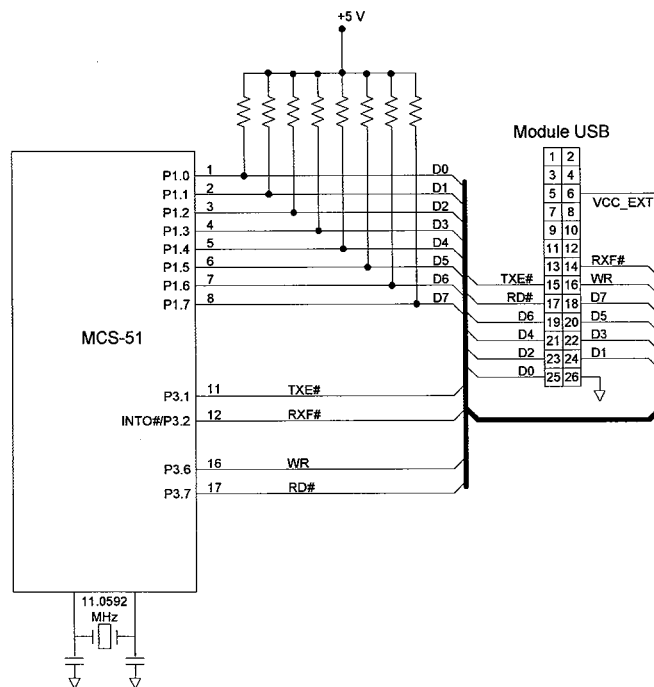 +5 V
Module USB
1 2
3 4
5 6
VCC_EXT
7 8
9 10
11 12
13 14 RXF#
TXE# 15 16 WR
RD# 17 18 D7
D6 19 20 D5
D4 21 22 D3
D2 23 24 D1
D0 25 26
P1.0 1 D0
P1.1 2 D1
P1.2 3 D2
P1.3 4 D3
P1.4 5 D4
P1.5 6 D5
P1.6 7 D6
P1.7 8 D7
MCS-51
P3.1 11 TXE#
INTO#/P3.2 12 RXF#
P3.6 16 WR
P3.7 17 RD#
11.0592
MHz